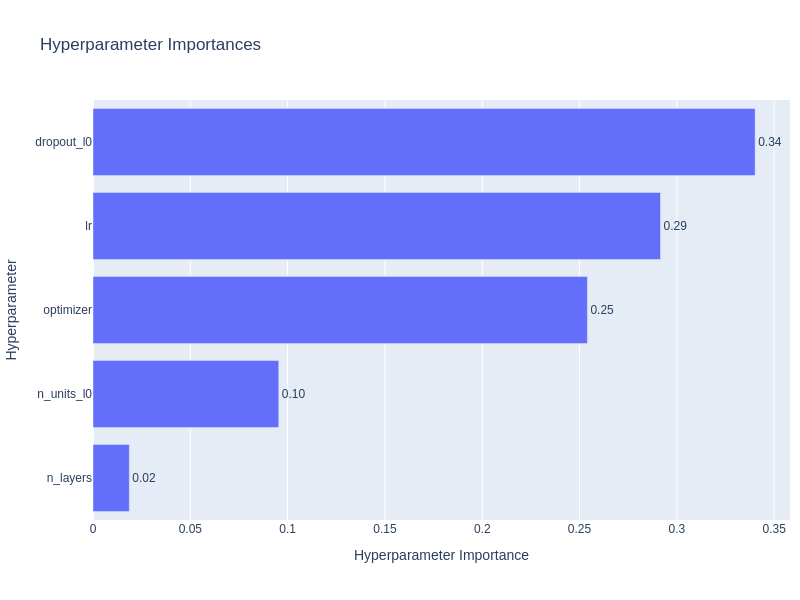 Hyperparameter Importances
Hyperparameter
dropout_l0
0.34
lr
0.29
optimizer
0.25
n_units_l0
0.10
n_layers
0.02
0 0.05 0.1 0.15 0.2 0.25 0.3 0.35
Hyperparameter Importance